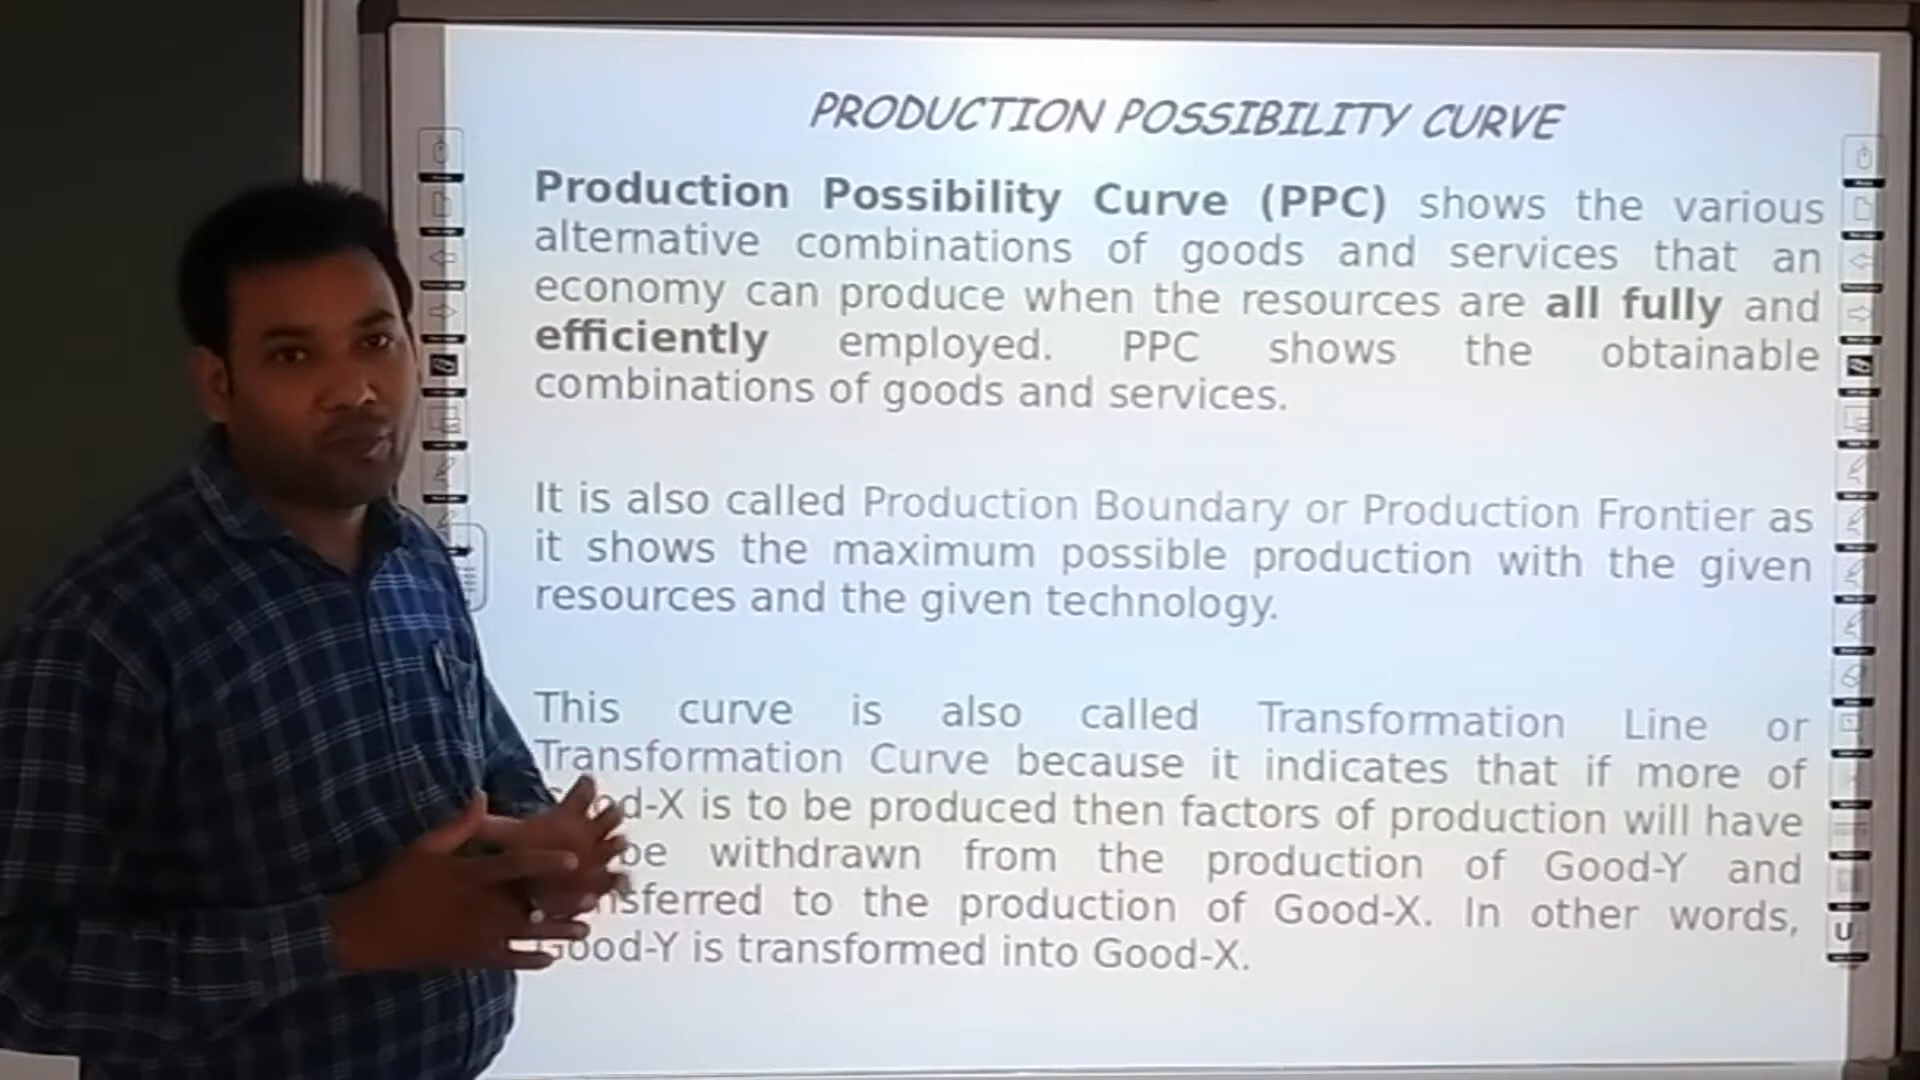 PRODUCTION POSSIBILITY CURVE
Production Possibility Curve (PPC) shows the various
alternative combinations of goods and services that an
economy can produce when the resources are all fully and
efficiently employed. PPC shows the obtainable
combinations of goods and services.
It is also called Production Boundary or Production Frontier as
it shows the maximum possible production with the given
resources and the given technology.
This curve is also called Transformation Line or
Transformation Curve because it indicates that if more of
Good-X is to be produced then factors of production will have
be withdrawn from the production of Good-Y and
transferred to the production of Good-X. In other words,
Good-Y is transformed into Good-X.
U